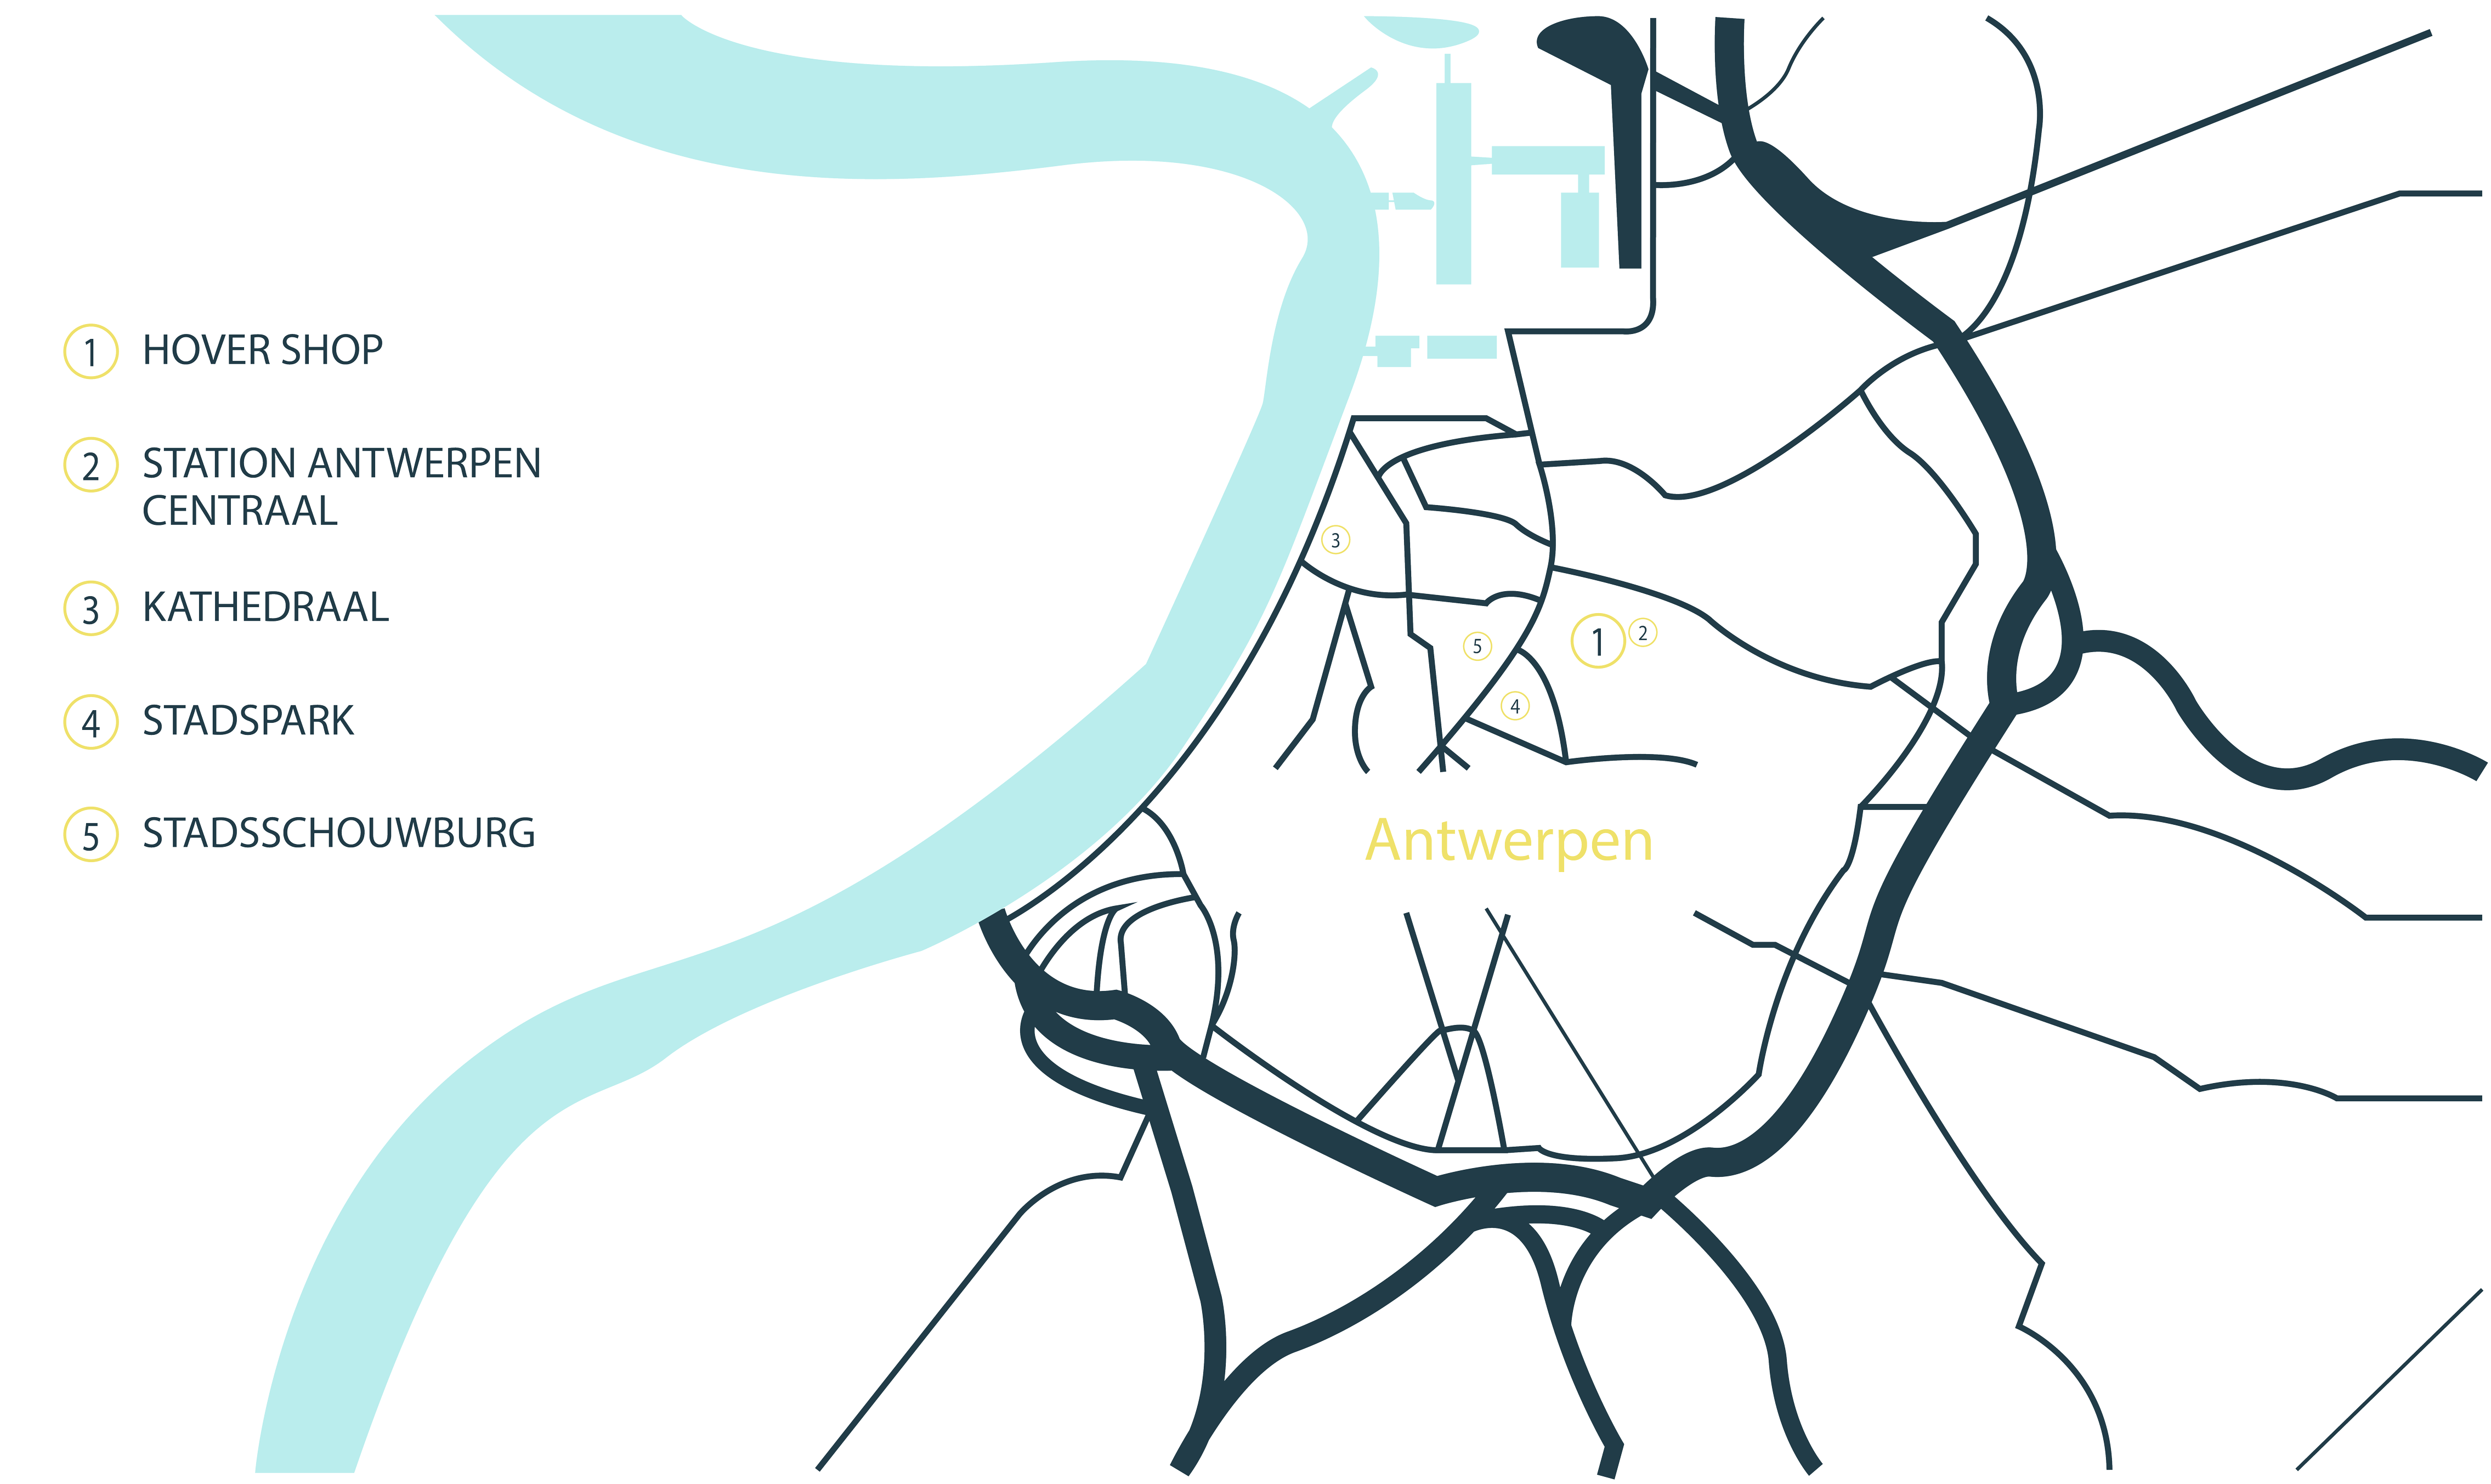 1 HOVER SHOP
2 STATION ANTWERPEN
CENTRAAL
3 KATHEDRAAL
4 STADSPARK
5 STADSSCHOUWBURG
3
1 2
5
4
Antwerpen